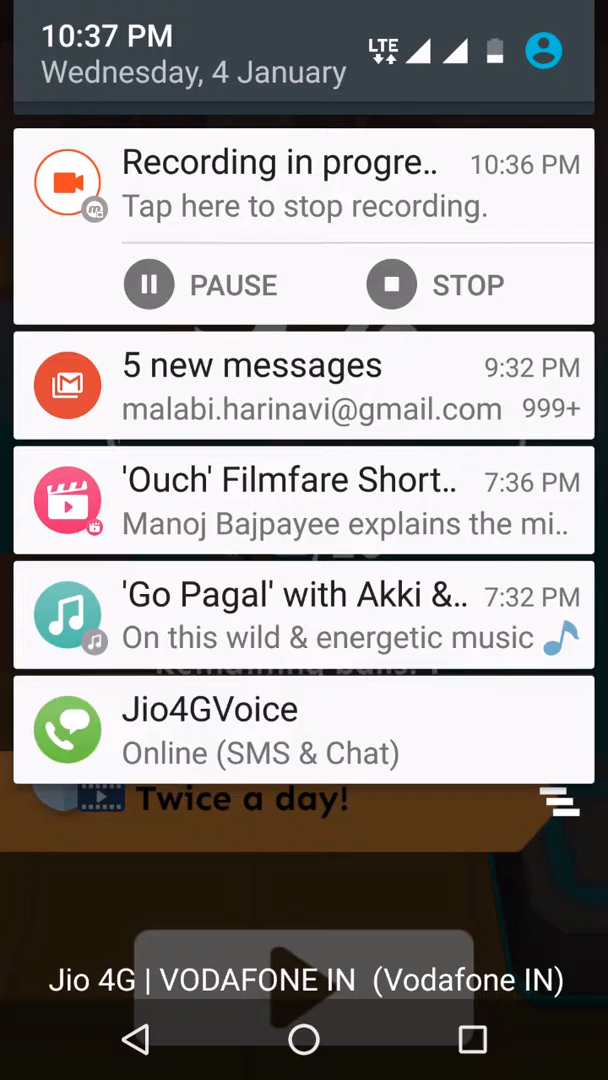 10:37 PM
Wednesday, 4 January
LTE
Recording in progre.. 10:36 PM
Tap here to stop recording.
PAUSE STOP
5 new messages 9:32 PM
malabi.harinavi@gmail.com 999+
'Ouch' Filmfare Short.. 7:36 PM
Manoj Bajpayee explains the mi..
'Go Pagal' with Akki &.. 7:32 PM
On this wild & energetic music
Jio4GVoice
Online (SMS & Chat)
Twice a day!
Jio 4G | VODAFONE IN (Vodafone IN)